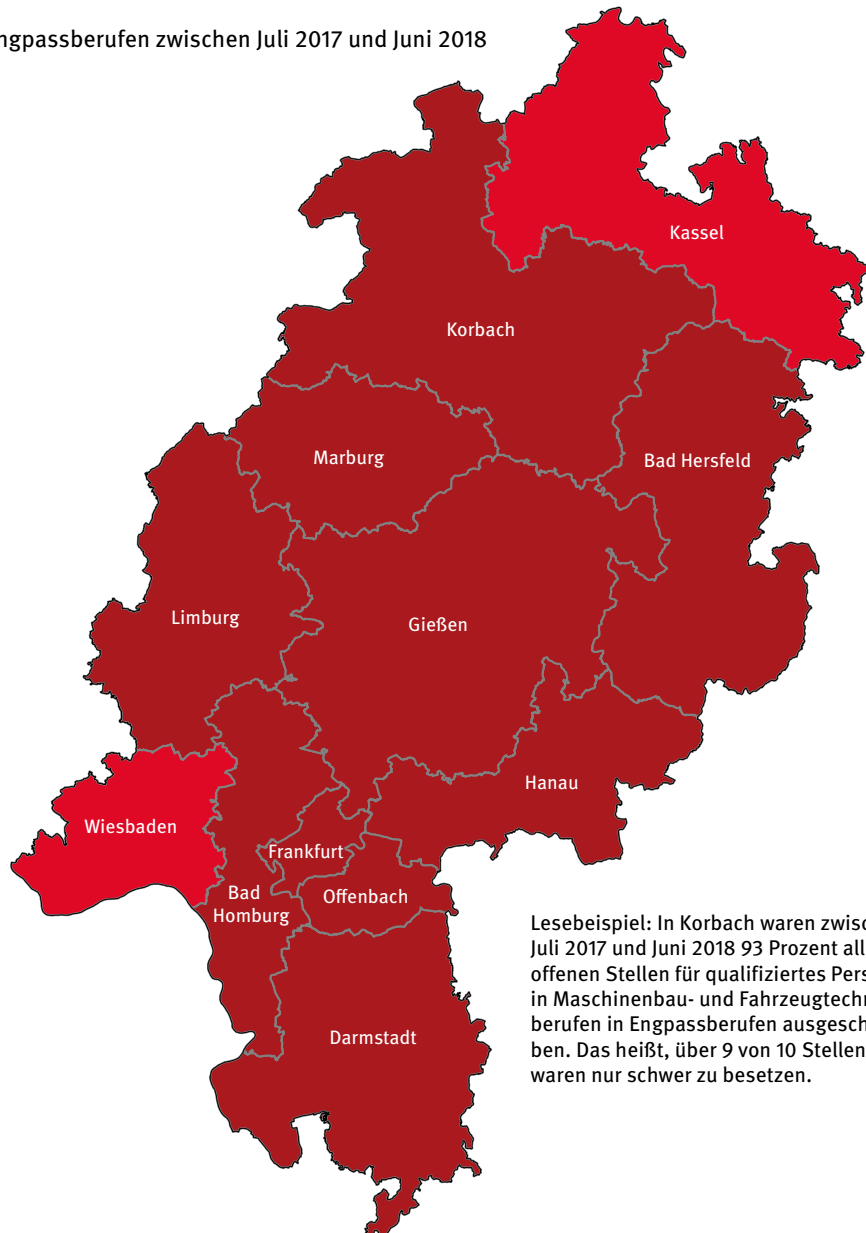 ngpassberufen zwischen Juli 2017 und Juni 2018
Kassel
Korbach
Marburg
Bad Hersfeld
Limburg
Gießen
Hanau
Wiesbaden
Frankfurt
Bad
Homburg
Offenbach
Darmstadt
Lesebeispiel: In Korbach waren zwisc
Juli 2017 und Juni 2018 93 Prozent all
offenen Stellen für qualifiziertes Pers
in Maschinenbau- und Fahrzeugtechn
berufen in Engpassberufen ausgesch
ben. Das heißt, über 9 von 10 Stellen
waren nur schwer zu besetzen.